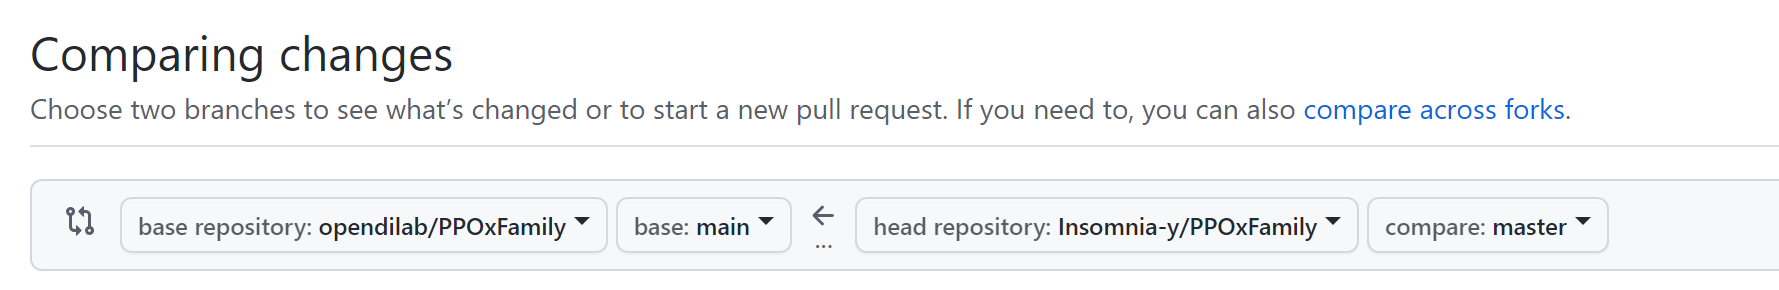 Comparing changes
Choose two branches to see what’s changed or to start a new pull request. If you need to, you can also compare across forks.
base repository: opendilab/PPOxFamily base: main ... head repository: Insomnia-y/PPOxFamily compare: master